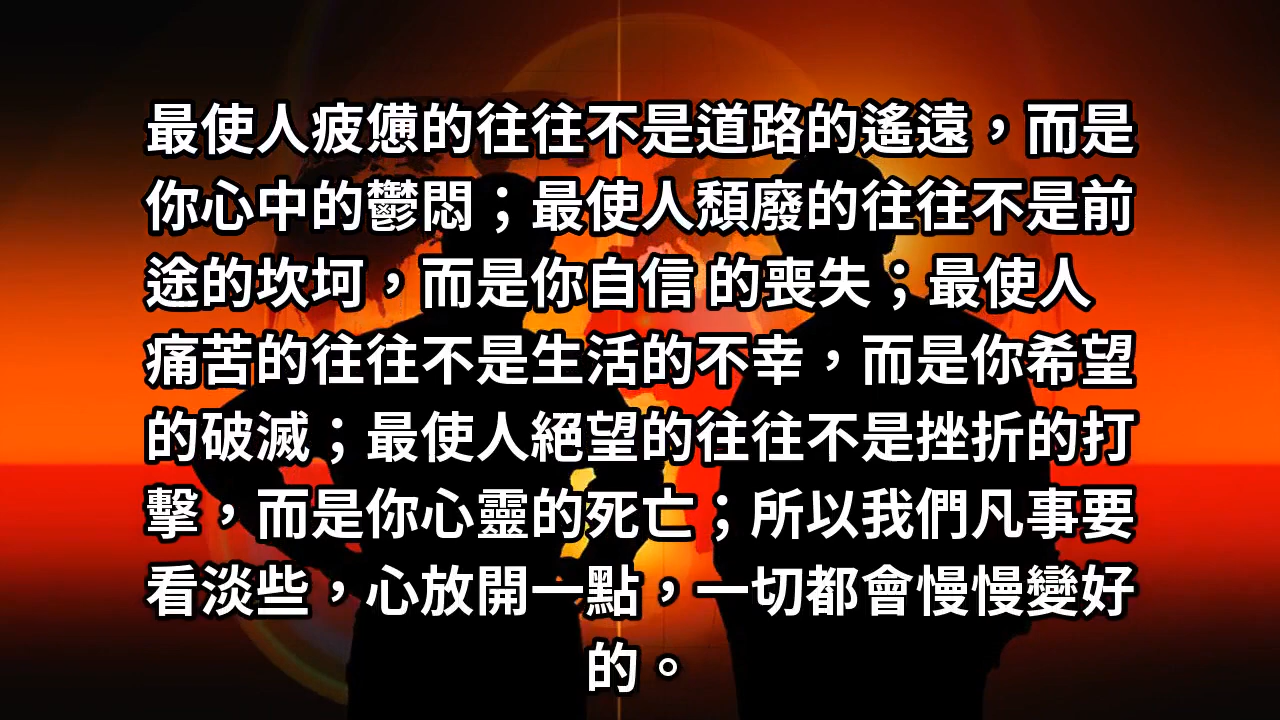 最使人疲憊的往往不是道路的遙遠，而是
你心中的鬱悶；最使人頹廢的往往不是前
途的坎坷，而是你自信 的喪失；最使人
痛苦的往往不是生活的不幸，而是你希望
的破滅；最使人絕望的往往不是挫折的打
擊，而是你心靈的死亡；所以我們凡事要
看淡些，心放開一點，一切都會慢慢變好
的。